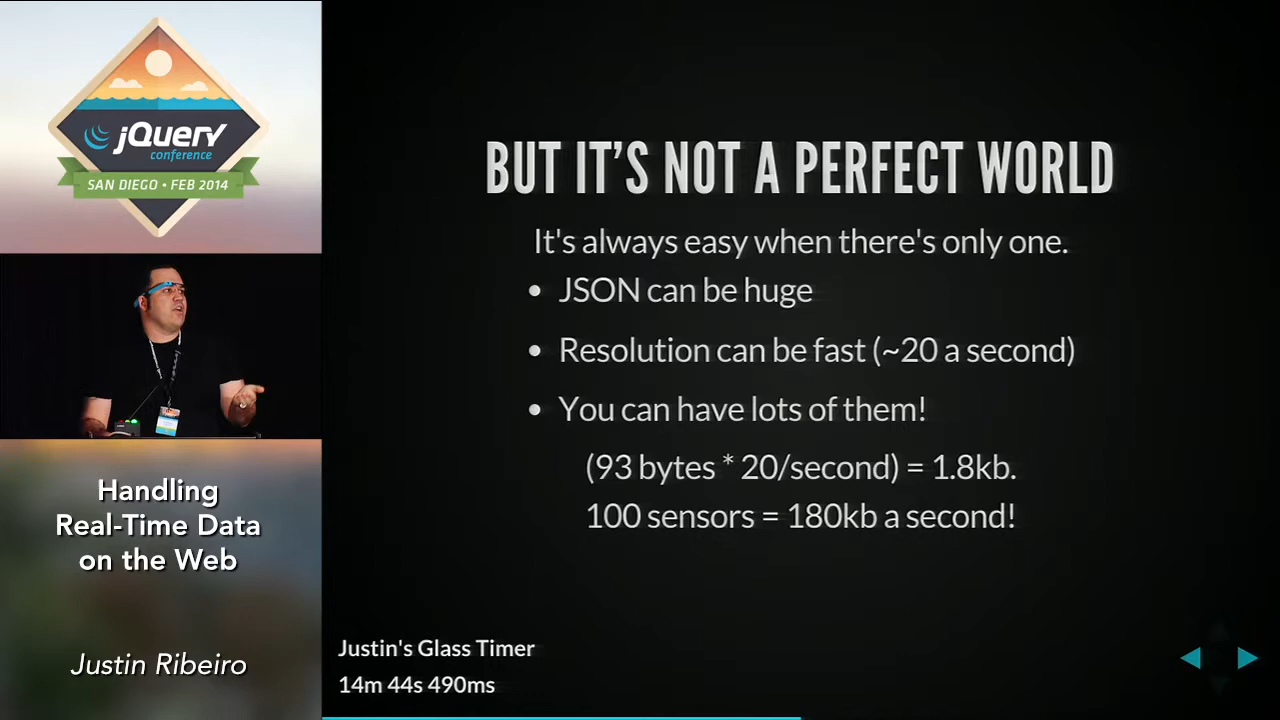 jQuery
conference
SAN DIEGO • FEB 2014
Handling
Real-Time Data
on the Web
Justin Ribeiro
BUT IT'S NOT A PERFECT WORLD
It's always easy when there's only one.
• JSON can be huge
• Resolution can be fast (~20 a second)
• You can have lots of them!
(93 bytes * 20/second) = 1.8kb.
100 sensors = 180kb a second!
Justin's Glass Timer
14m 44s 490ms